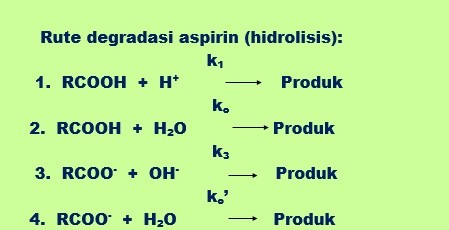 Rute degradasi aspirin (hidrolisis):
k₁
1. RCOOH + H⁺ → Produk
kₒ
2. RCOOH + H₂O → Produk
k₃
3. RCOO⁻ + OH⁻ → Produk
kₒ’
4. RCOO⁻ + H₂O → Produk